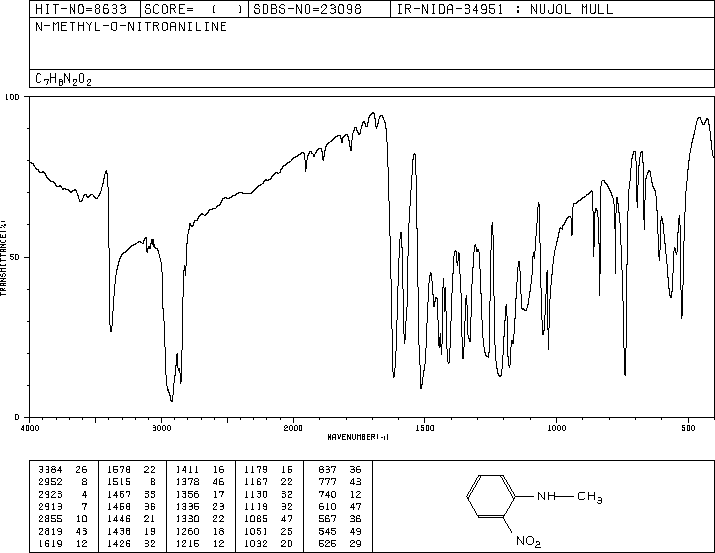 HIT-NO=8633 SCORE= ( ) SDBS-NO=23098 IR-NIDA-34951 : NUJOL MULL
N-METHYL-O-NITROANILINE
C7H8N2O2
100
50
0
TRANSMITTANCE(%)
4000 3000 2000 1500 1000 500
WAVENUMBER(-1)
3384 26 1578 22 1411 16 1179 15 837 36
2952 8 1515 8 1378 46 1167 22 777 43
2923 4 1467 35 1356 17 1130 32 740 12
2913 7 1458 36 1335 23 1119 32 610 47
2855 10 1446 21 1330 22 1085 47 567 36
2819 43 1438 19 1260 18 1051 25 545 49
1619 12 1426 32 1215 12 1032 20 525 29
NH CH3
NO2